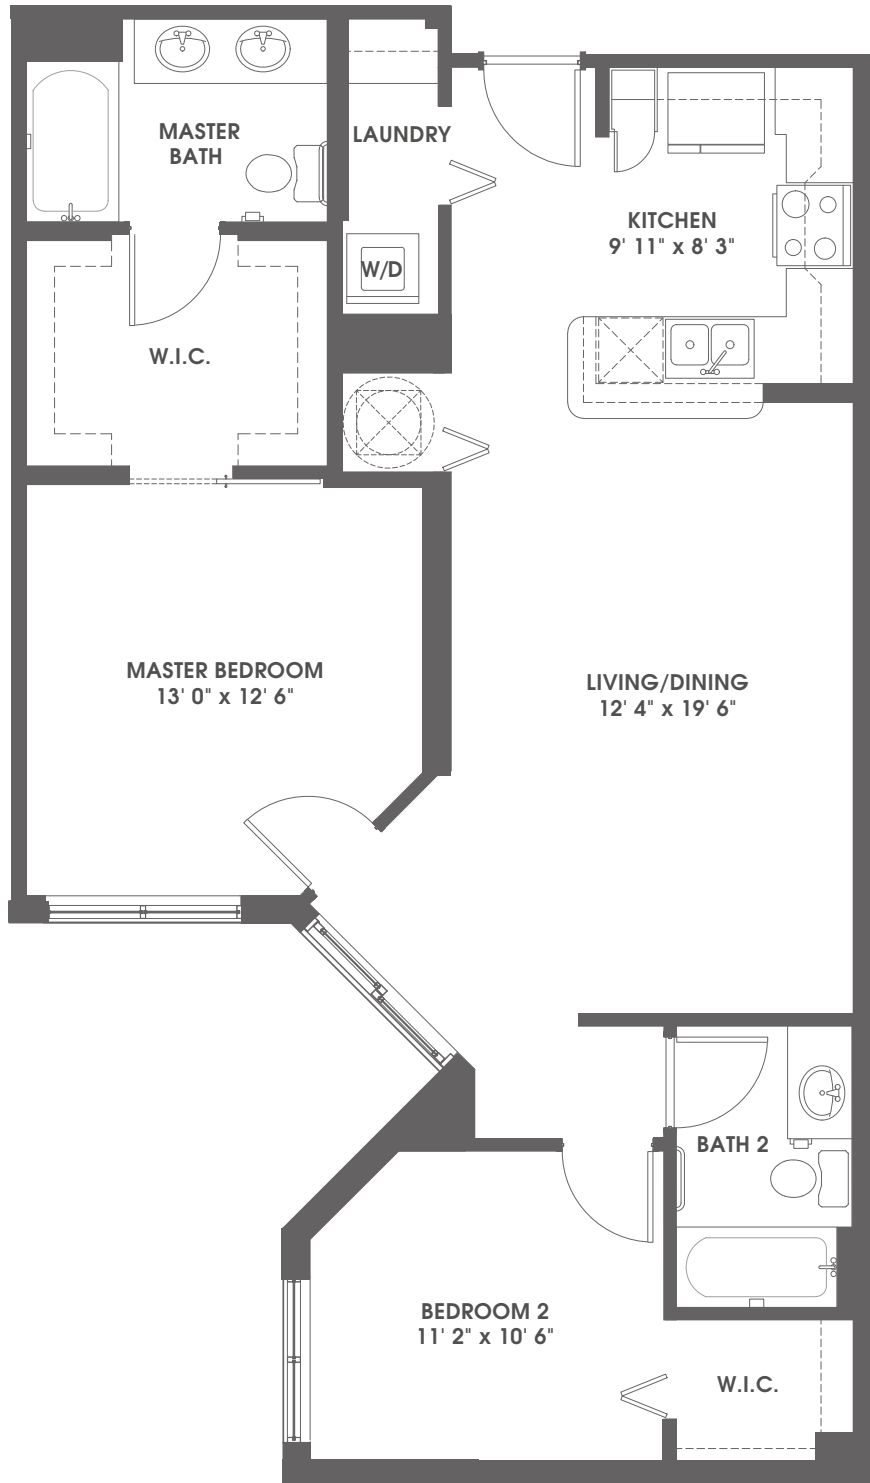 MASTER
BATH
LAUNDRY
KITCHEN
9' 11" x 8' 3"
W/D
W.I.C.
MASTER BEDROOM
13' 0" x 12' 6"
LIVING/DINING
12' 4" x 19' 6"
BATH 2
BEDROOM 2
11' 2" x 10' 6"
W.I.C.